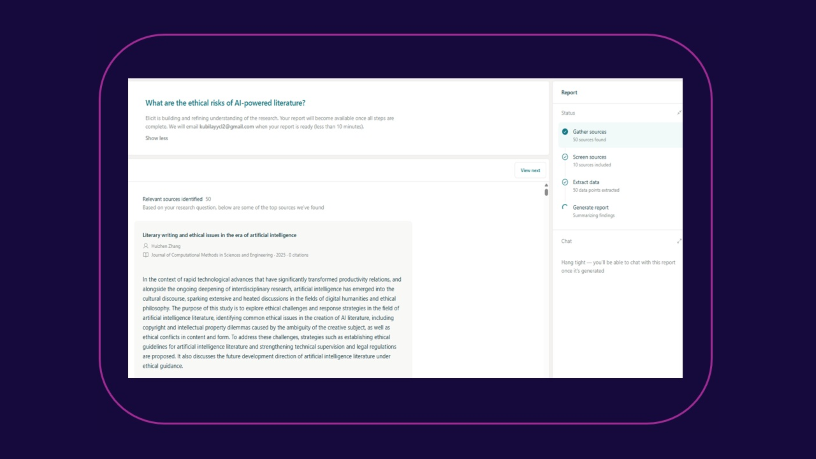 What are the ethical risks of AI-powered literature?
Elicit is building and refining understanding of the research. Your report will become available once all steps are
complete. We will email when your report is ready (less than 10 minutes).
Show less
View next
Relevant sources identified 10
Based on your research question, below are some of the top sources we've found
Literary writing and ethical issues in the era of artificial intelligence
Huizhen Zhang
Journal of Computational Methods in Sciences and Engineering · 2025 · 0 citations
In the context of rapid technological advances that have significantly transformed productivity relations, and
alongside the ongoing deepening of interdisciplinary research, artificial intelligence has emerged into the
cultural discourse, sparking extensive and heated discussions in the fields of digital humanities and ethical
philosophy. The purpose of this study is to explore ethical challenges and response strategies in the field of
artificial intelligence literature, identifying common ethical issues in the creation of AI literature, including
copyright and intellectual property dilemmas caused by the ambiguity of the creative subject, as well as
ethical conflicts in content and form. To address these challenges, strategies such as establishing ethical
guidelines for artificial intelligence literature and strengthening technical supervision and legal regulations
are proposed. It also discusses the future development direction of artificial intelligence literature under
ethical guidance.
Report
Status
Gather sources
50 sources found
Screen sources
10 sources included
Extract data
50 data points extracted
Generate report
Summarizing findings
Chat
Hang tight — you'll be able to chat with this report
once it's generated